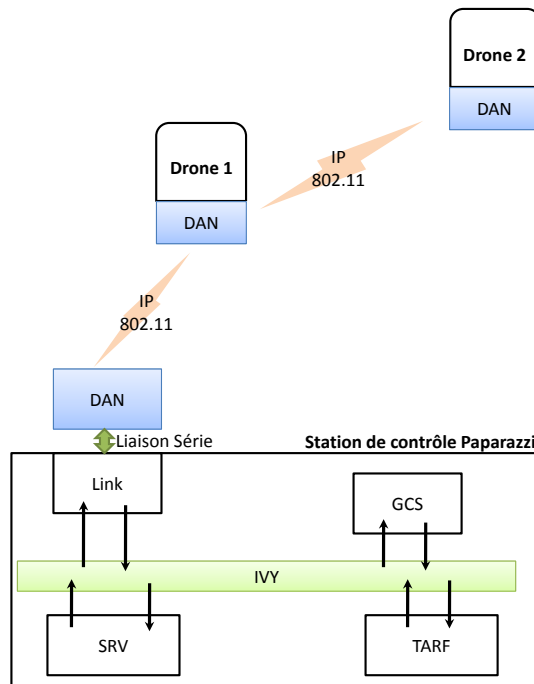 Drone 2
DAN
IP
802.11
Drone 1
DAN
IP
802.11
DAN
Liaison Série
Station de contrôle Paparazzi
Link
GCS
IVY
SRV
TARF